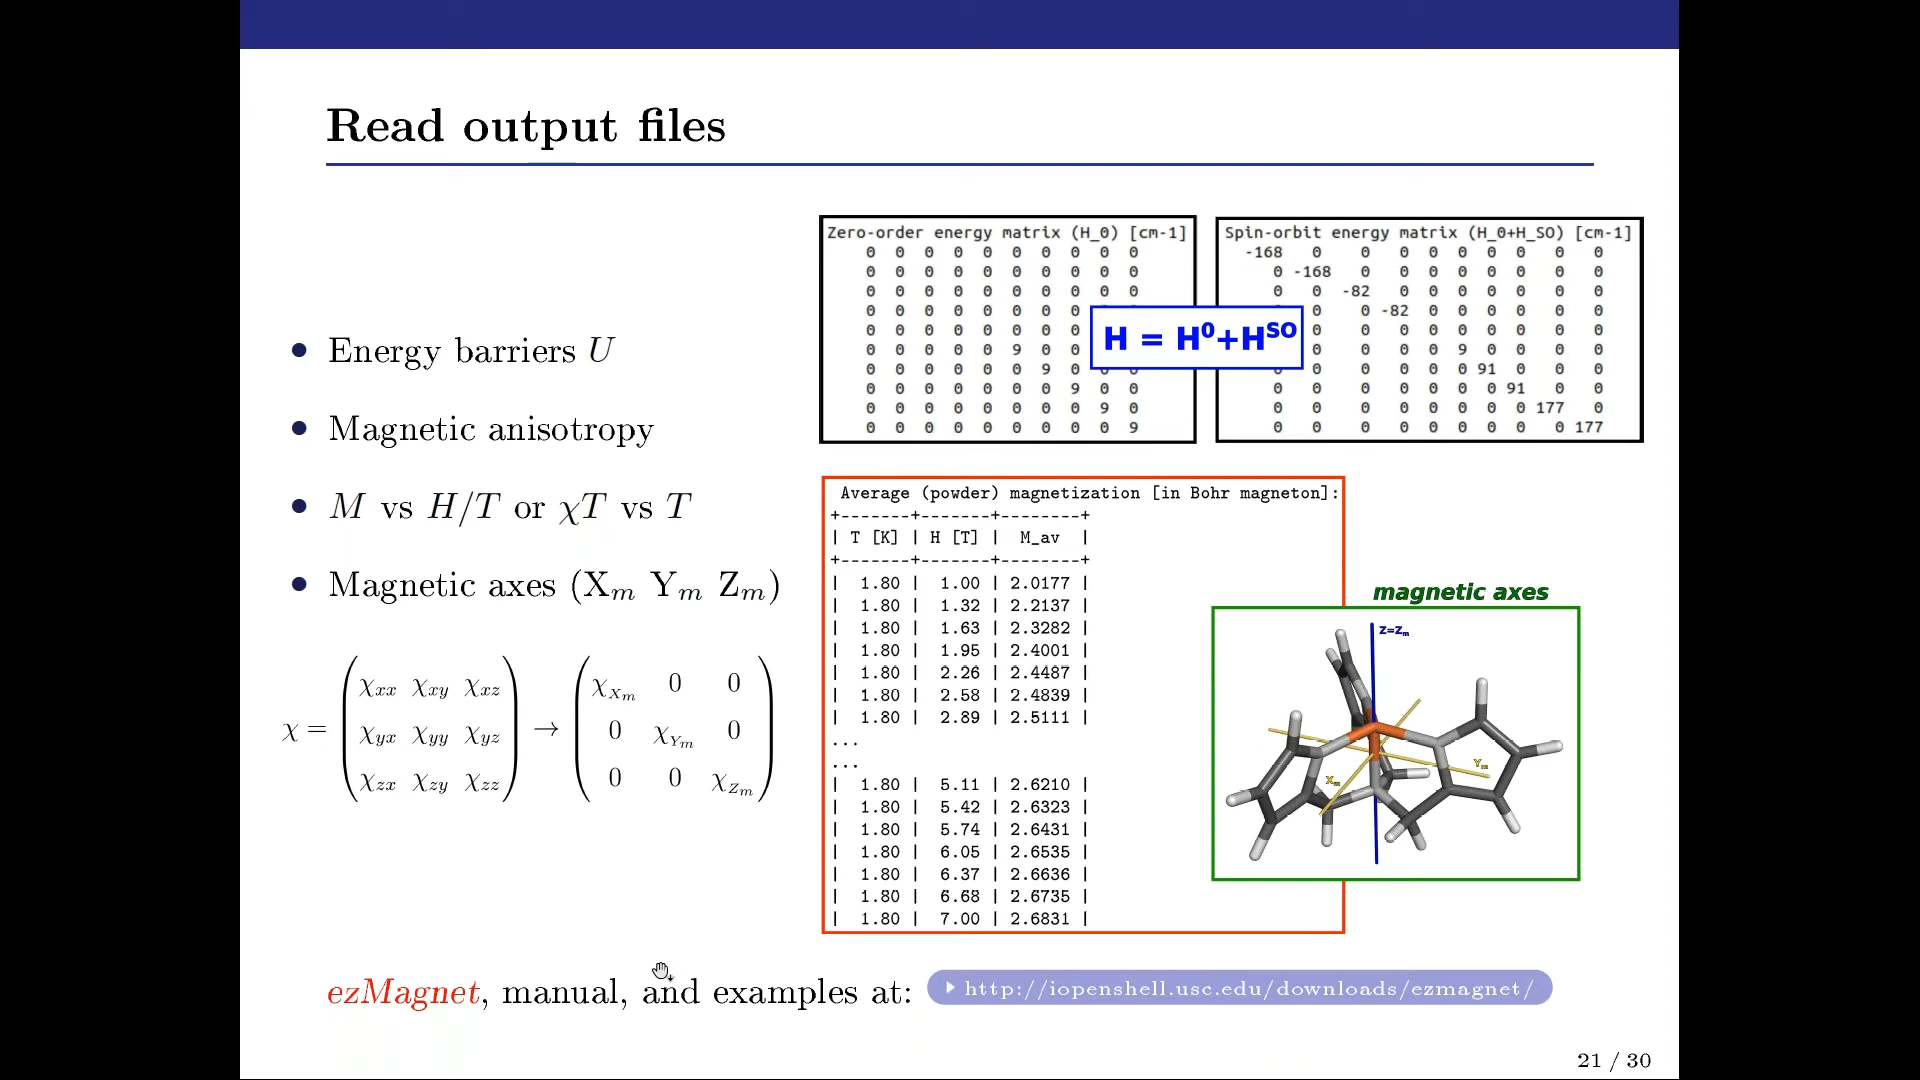 Read output files
• Energy barriers U
• Magnetic anisotropy
• M vs H/T or χT vs T
• Magnetic axes (Xm Ym Zm)
χ = ( χxx χxy χxz → ( χXm 0 0
χyx χyy χyz 0 χYm 0
χzx χzy χzz ) 0 0 χZm )
Zero-order energy matrix (H_0) [cm-1]
0 0 0 0 0 0 0 0 0 0
0 0 0 0 0 0 0 0 0 0
0 0 0 0 0 0 0 0 0 0
0 0 0 0 0 0 0 0
0 0 0 0 0 0 0 0
0 0 0 0 0 9 0 0
0 0 0 0 0 0 9 0 0 0
0 0 0 0 0 0 0 9 0 0
0 0 0 0 0 0 0 0 9 0
0 0 0 0 0 0 0 0 0 9
H = H0+HSO
Spin-orbit energy matrix (H_0+H_SO) [cm-1]
-168 0 0 0 0 0 0 0 0 0
0 -168 0 0 0 0 0 0 0 0
0 0 -82 0 0 0 0 0 0 0
0 0 -82 0 0 0 0 0 0
0 0 0 0 0 0 0 0 0
0 0 0 0 9 0 0 0 0
0 0 0 0 0 0 91 0 0 0
0 0 0 0 0 0 0 91 0 0
0 0 0 0 0 0 0 0 177 0
0 0 0 0 0 0 0 0 0 177
Average (powder) magnetization [in Bohr magneton]:
+-------+-------+--------+
| T [K] | H [T] | M_av |
+-------+-------+--------+
| 1.80 | 1.00 | 2.0177 |
| 1.80 | 1.32 | 2.2137 |
| 1.80 | 1.63 | 2.3282 |
| 1.80 | 1.95 | 2.4001 |
| 1.80 | 2.26 | 2.4487 |
| 1.80 | 2.58 | 2.4839 |
| 1.80 | 2.89 | 2.5111 |
...
...
| 1.80 | 5.11 | 2.6210 |
| 1.80 | 5.42 | 2.6323 |
| 1.80 | 5.74 | 2.6431 |
| 1.80 | 6.05 | 2.6535 |
| 1.80 | 6.37 | 2.6636 |
| 1.80 | 6.68 | 2.6735 |
| 1.80 | 7.00 | 2.6831 |
magnetic axes
Z=Zm
Ym
Xm
ezMagnet, manual, and examples at: http://iopenshell.usc.edu/downloads/ezmagnet/
21 / 30